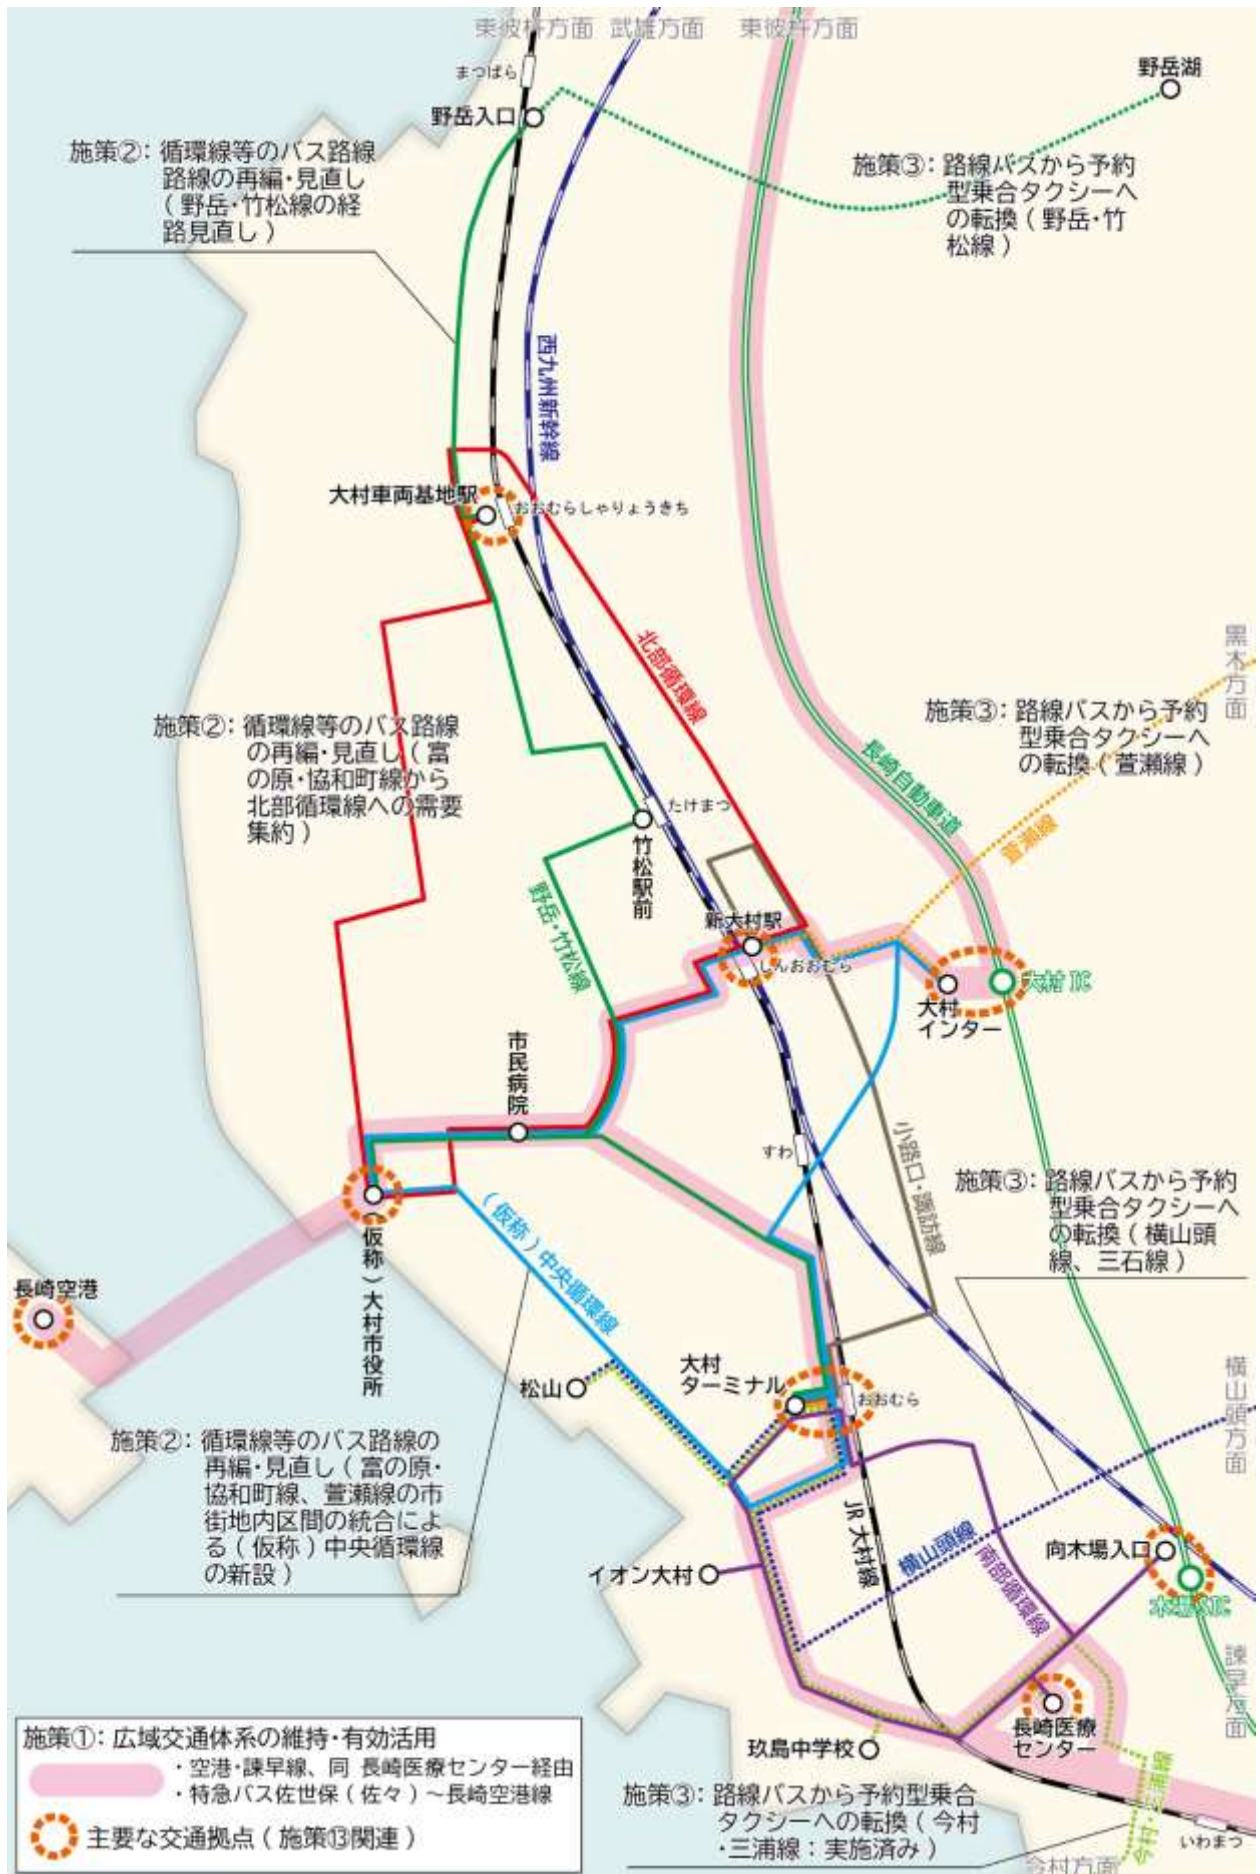 東彼杵方面
武雄方面
東彼杵方面
まつばら
野岳入口
野岳湖
施策②：循環線等のバス路線
路線の再編・見直し
（野岳・竹松線の経
路見直し）
施策③：路線バスから予約
型乗合タクシーへ
の転換（野岳・竹
松線）
西九州新幹線
大村車両基地駅
おおむらしゃりょうきち
北部循環線
黒木方面
施策②：循環線等のバス路線
の再編・見直し（富
の原・協和町線から
北部循環線への需要
集約）
施策③：路線バスから予約
型乗合タクシーへ
の転換（萱瀬線）
長崎自動車道
萱瀬線
たけまつ
竹松駅前
野岳・竹松線
新大村駅
しんおおむら
大村IC
大村
インター
市民病院
すわ
小路口・諏訪線
施策③：路線バスから予約
型乗合タクシーへ
の転換（横山頭
線、三石線）
（仮称）大村市役所
（仮称）中央循環線
長崎空港
松山
大村
ターミナル
おおむら
横山頭方面
施策②：循環線等のバス路線の
再編・見直し（富の原・
協和町線、萱瀬線の市
街地内区間の統合によ
る（仮称）中央循環線
の新設）
JR大村線
イオン大村
横山頭線
南部循環線
向木場入口
木場SIC
諫早方面
長崎医療
センター
玖島中学校
今村・三浦線
施策①：広域交通体系の維持・有効活用
・空港・諫早線、同 長崎医療センター経由
・特急バス佐世保（佐々）～長崎空港線
主要な交通拠点（施策⑬関連）
施策③：路線バスから予約型乗合
タクシーへの転換（今村
・三浦線：実施済み）
いわまつ
今村方面